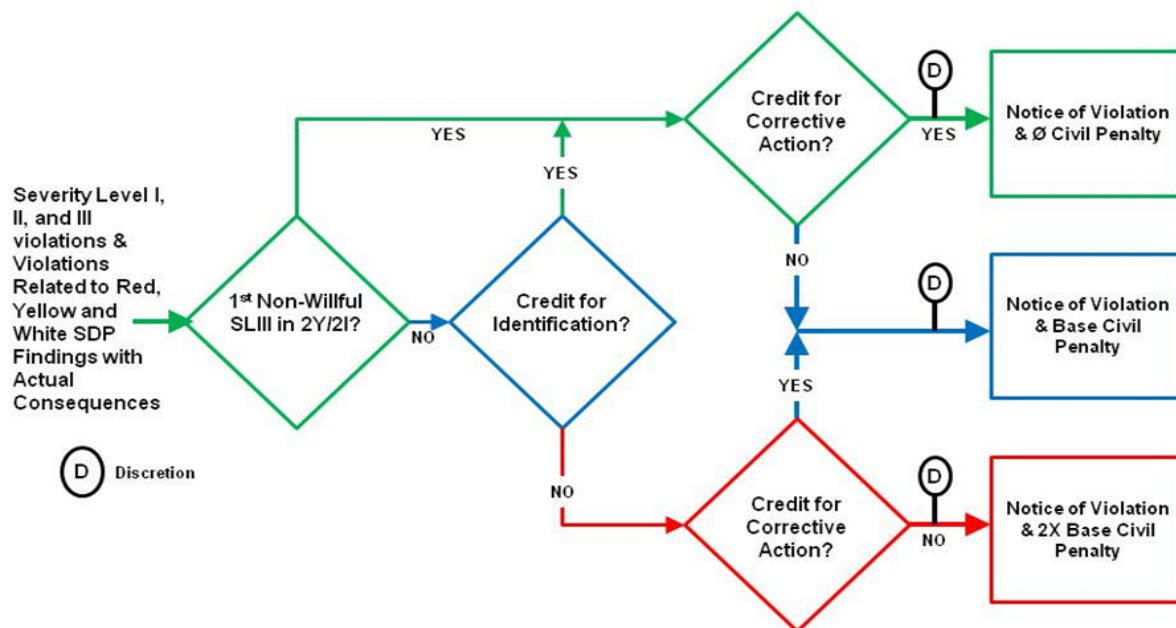 Severity Level I,
II, and III
violations &
Violations
Related to Red,
Yellow and
White SDP
Findings with
Actual
Consequences
D Discretion
1st Non-Willful
SLIII in 2Y/2I?
YES
NO
Credit for
Identification?
YES
NO
Credit for
Corrective
Action?
YES
NO
D
Notice of Violation
& Ø Civil Penalty
D
Notice of Violation
& Base Civil
Penalty
Credit for
Corrective
Action?
YES
NO
D
Notice of Violation
& 2X Base Civil
Penalty